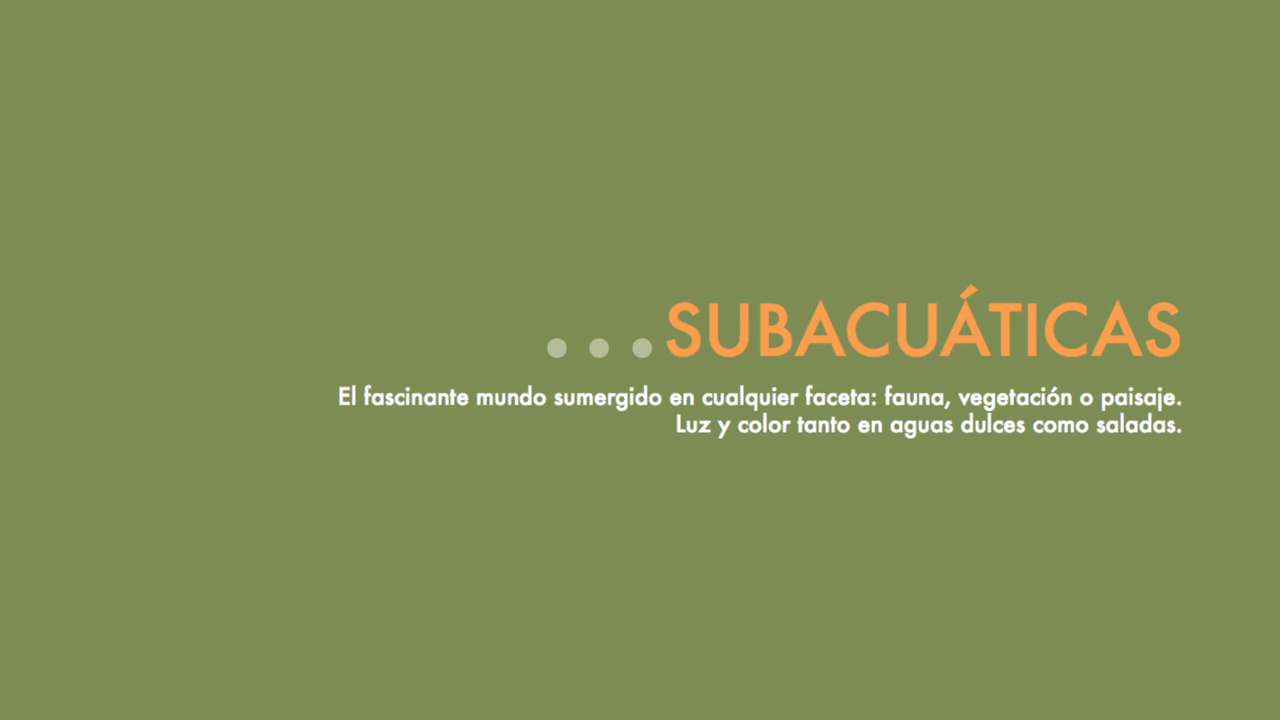 ...SUBACUÁTICAS
El fascinante mundo sumergido en cualquier faceta: fauna, vegetación o paisaje.
Luz y color tanto en aguas dulces como saladas.